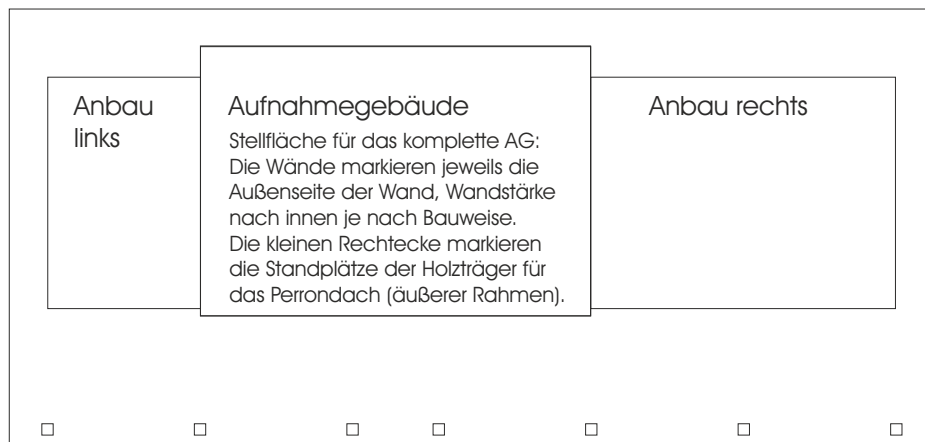 Anbau
links
Aufnahmegebäude
Stellfläche für das komplette AG:
Die Wände markieren jeweils die
Außenseite der Wand, Wandstärke
nach innen je nach Bauweise.
Die kleinen Rechtecke markieren
die Standplätze der Holzträger für
das Perrondach (äußerer Rahmen).
Anbau rechts